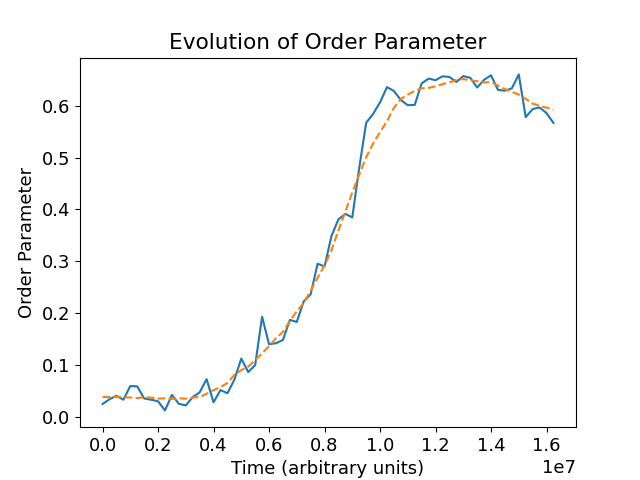 Evolution of Order Parameter
Order Parameter
0.6
0.5
0.4
0.3
0.2
0.1
0.0
0.0 0.2 0.4 0.6 0.8 1.0 1.2 1.4 1.6
1e7
Time (arbitrary units)